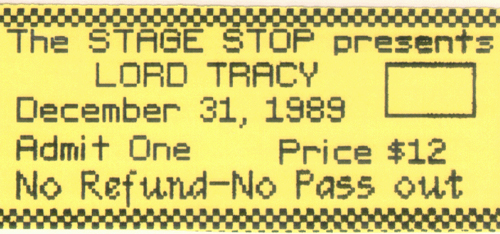 The STAGE STOP presents
LORD TRACY
December 31, 1989
Admit One Price $12
No Refund-No Pass out